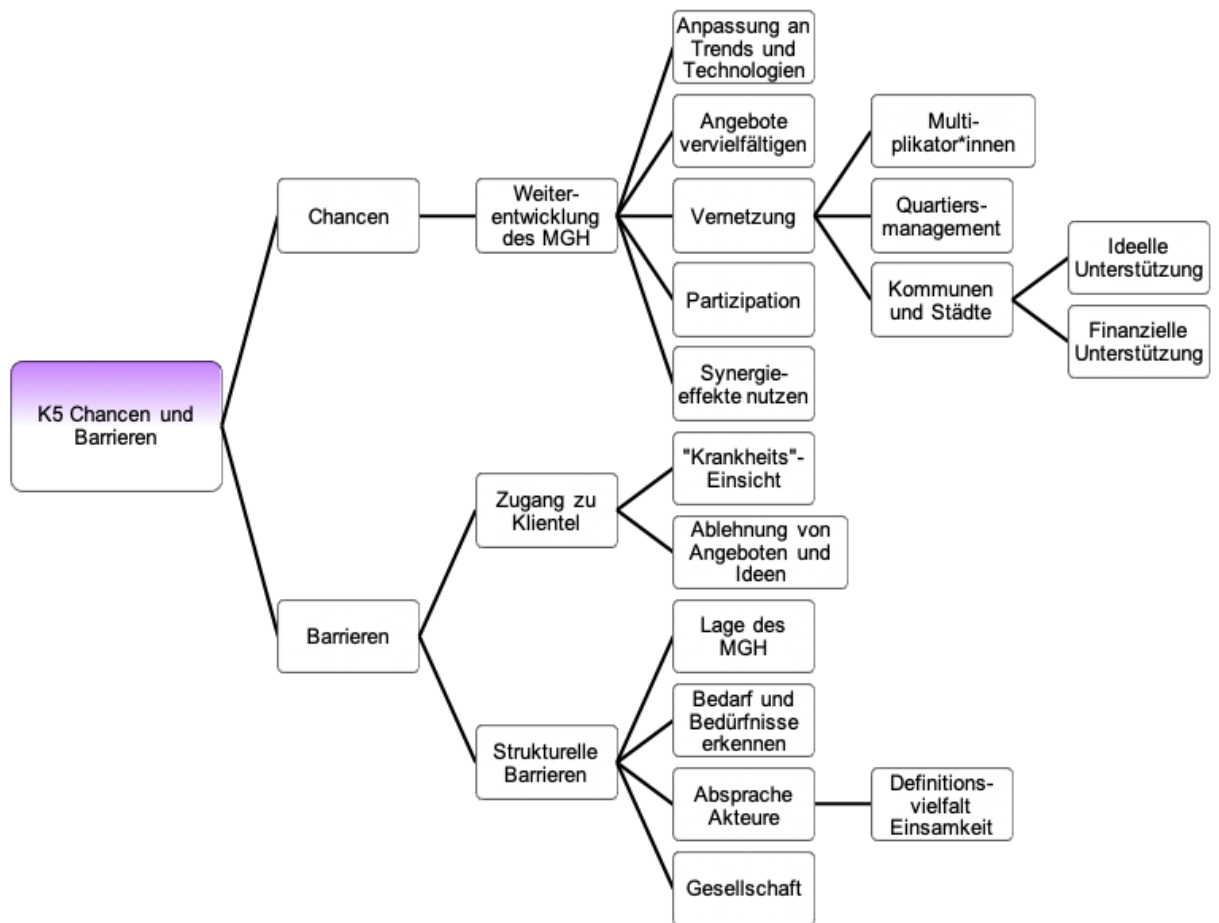 K5 Chancen und
Barrieren
Chancen
Weiter-
entwicklung
des MGH
Anpassung an
Trends und
Technologien
Angebote
vervielfältigen
Vernetzung
Multi-
plikator*innen
Quartiers-
management
Kommunen
und Städte
Ideelle
Unterstützung
Finanzielle
Unterstützung
Partizipation
Synergie-
effekte nutzen
Barrieren
Zugang zu
Klientel
"Krankheits"-
Einsicht
Ablehnung von
Angeboten und
Ideen
Strukturelle
Barrieren
Lage des
MGH
Bedarf und
Bedürfnisse
erkennen
Absprache
Akteure
Definitions-
vielfalt
Einsamkeit
Gesellschaft